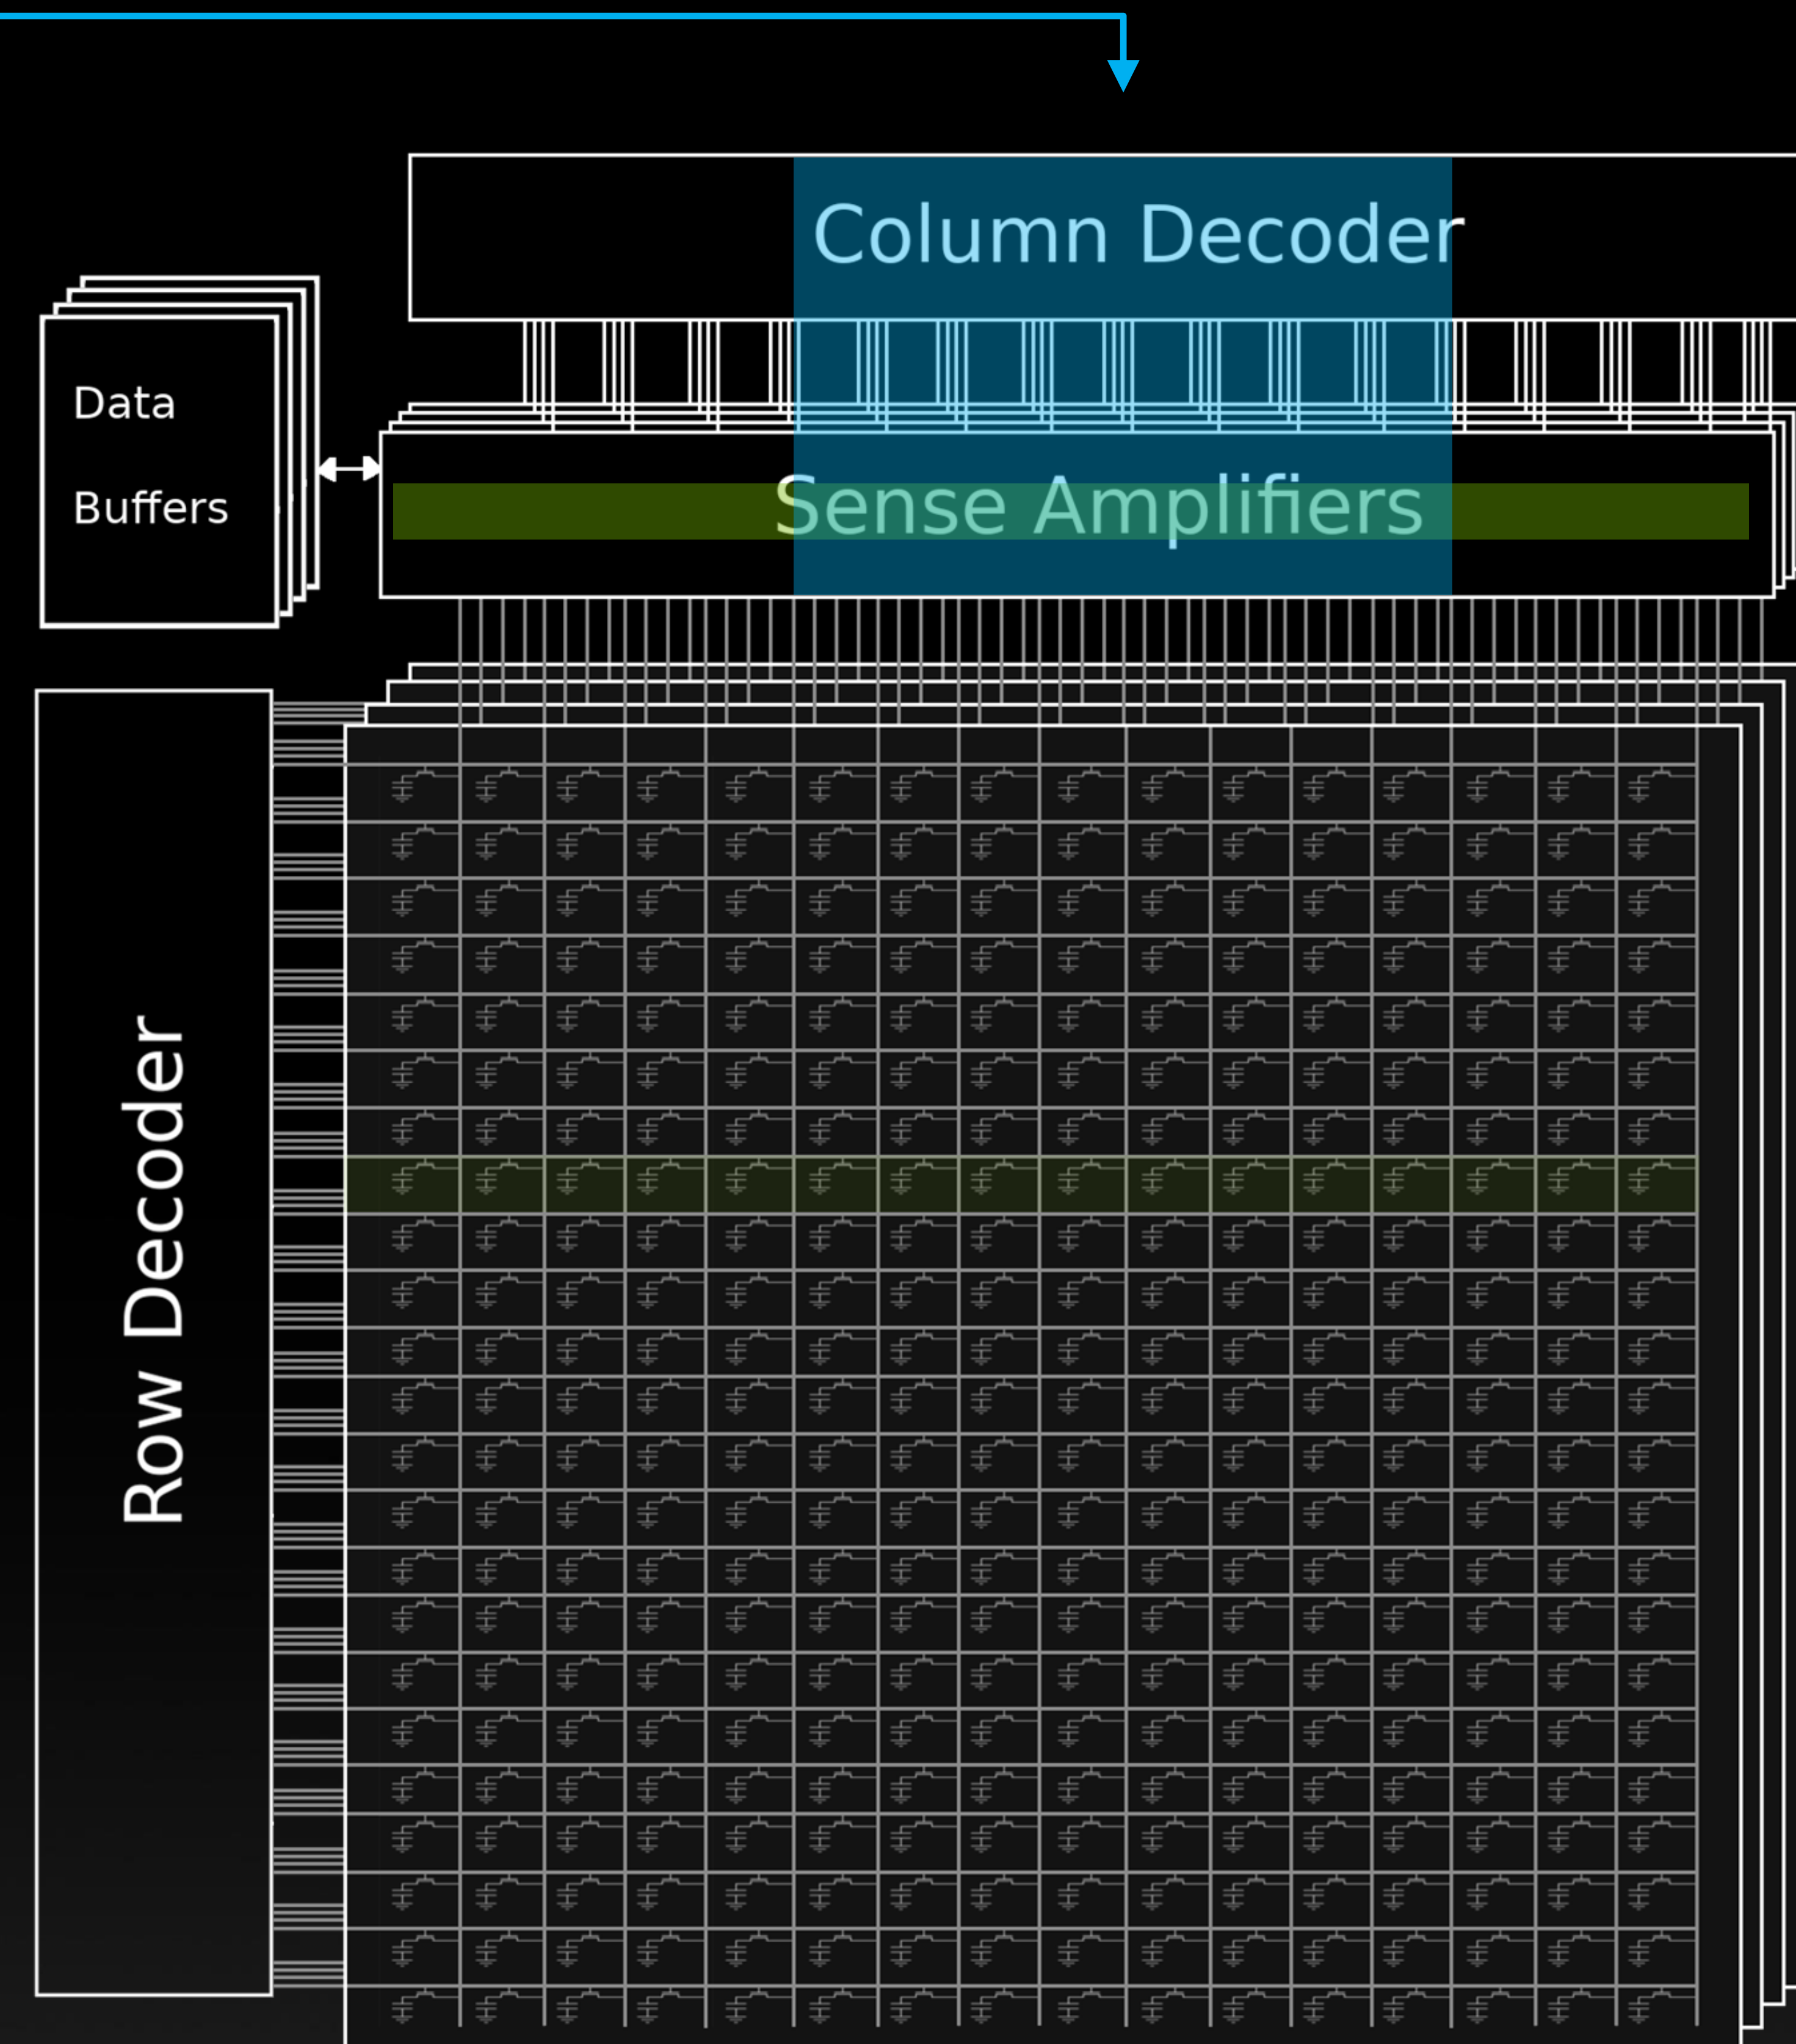 Column Decoder
Data
Buffers
Sense Amplifiers
Row Decoder